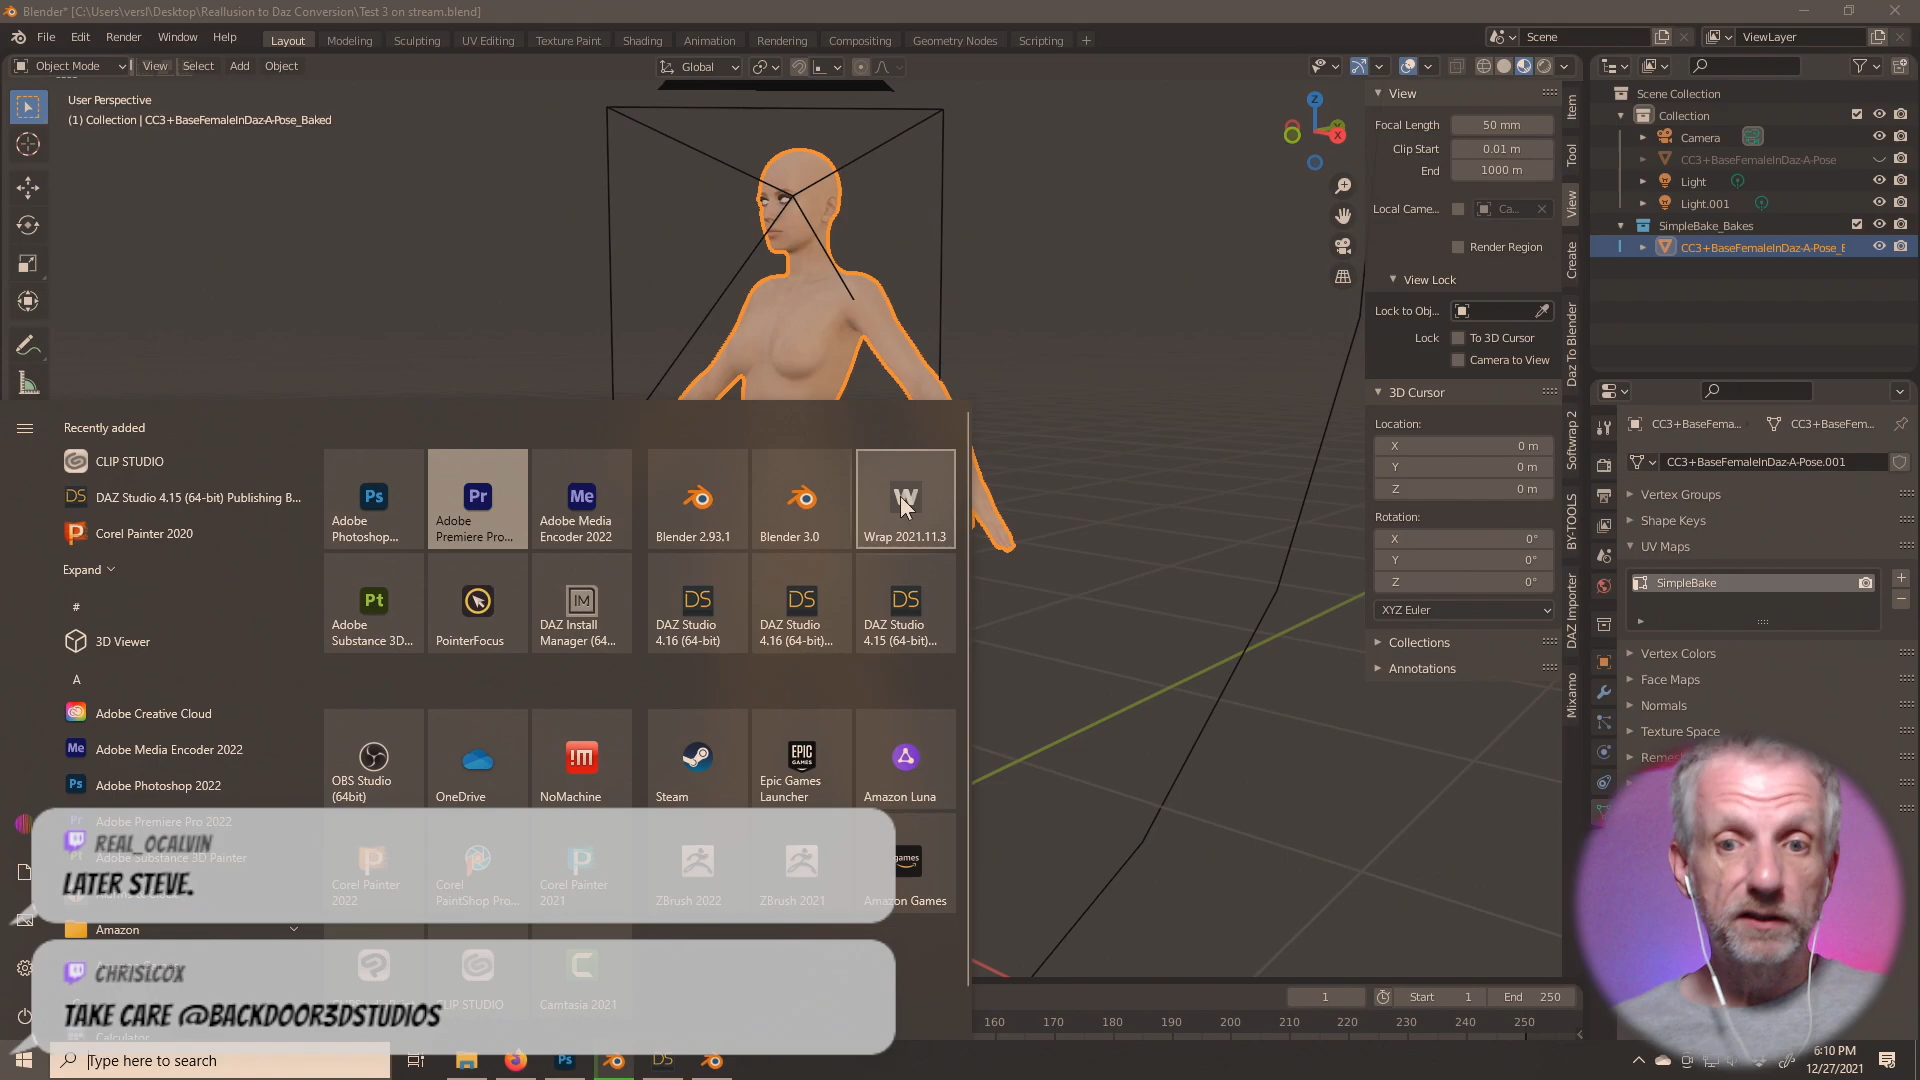 Blender* [C:\Users\versl\Desktop\Reallusion to Daz Conversion\Test 3 on stream.blend]
File Edit Render Window Help
Layout Modeling Sculpting UV Editing Texture Paint Shading Animation Rendering Compositing Geometry Nodes Scripting +
Scene
ViewLayer
Object Mode View Select Add Object
Global
User Perspective
(1) Collection | CC3+BaseFemaleInDaz-A-Pose_Baked
Z
X
View
Focal Length 50 mm
Clip Start 0.01 m
End 1000 m
Local Came... Ca...
Render Region
View Lock
Lock to Obj...
Lock To 3D Cursor
Camera to View
3D Cursor
Location:
X 0 m
Y 0 m
Z 0 m
Rotation:
X 0°
Y 0°
Z 0°
XYZ Euler
Collections
Annotations
Item
Tool
View
Create
Daz To Blender
Softwrap 2
BY-TOOLS
DAZ Importer
Mixamo
Scene Collection
Collection
Camera
CC3+BaseFemaleInDaz-A-Pose
Light
Light.001
SimpleBake_Bakes
CC3+BaseFemaleInDaz-A-Pose_E
CC3+BaseFema... CC3+BaseFem...
CC3+BaseFemaleInDaz-A-Pose.001
Vertex Groups
Shape Keys
UV Maps
SimpleBake
Vertex Colors
Face Maps
Normals
Texture Space
Reme
Recently added
CLIP STUDIO
DAZ Studio 4.15 (64-bit) Publishing B...
Corel Painter 2020
Expand
#
3D Viewer
A
Adobe Creative Cloud
Adobe Media Encoder 2022
Adobe Photoshop 2022
Adobe Premiere Pro 2022
Adobe Substance 3D Painter
Amazon
Calculator
Adobe Photoshop...
Adobe Premiere Pro...
Adobe Media Encoder 2022
Blender 2.93.1
Blender 3.0
Wrap 2021.11.3
Adobe Substance 3D...
PointerFocus
DAZ Install Manager (64...
DAZ Studio 4.16 (64-bit)
DAZ Studio 4.16 (64-bit)...
DAZ Studio 4.15 (64-bit)...
OBS Studio (64bit)
OneDrive
NoMachine
Steam
Epic Games Launcher
Amazon Luna
Corel Painter 2022
Corel PaintShop Pro...
Corel Painter 2021
ZBrush 2022
ZBrush 2021
Amazon Games
CLIP STUDIO
Camtasia 2021
REAL_OCALVIN
LATER STEVE.
CHRISLCOX
TAKE CARE @BACKDOOR3DSTUDIOS
1 Start 1 End 250
160 170 180 190 200 210 220 230 240 250
Type here to search
6:10 PM
12/27/2021